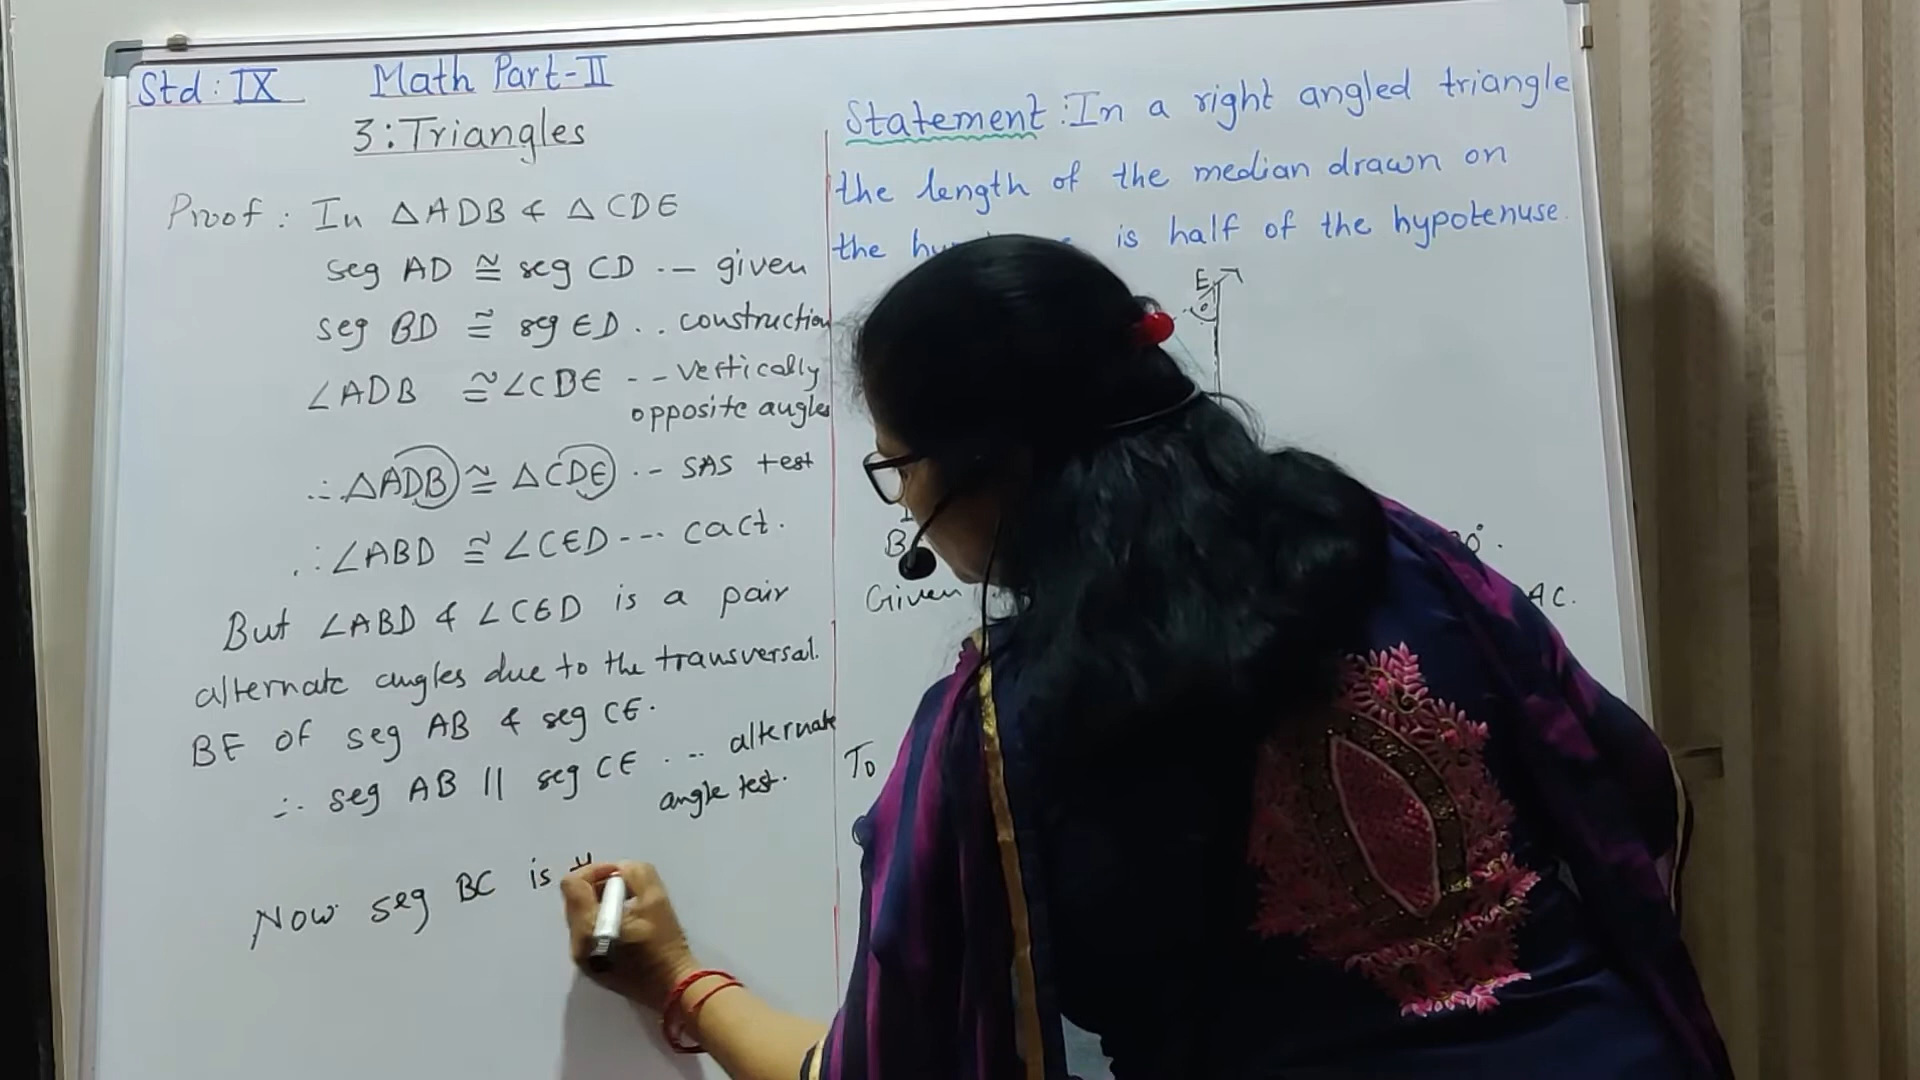 Std : IX Math Part-II
3 : Triangles
Proof : In △ADB & △CDE
seg AD ≅ seg CD .- given
seg BD ≅ seg ED .. construction
∠ADB ≅ ∠CDE -- vertically
opposite angles
∴ △ADB ≅ △CDE .- SAS test
∴ ∠ABD ≅ ∠CED --- cact.
But ∠ABD & ∠CED is a pair
alternate angles due to the transversal.
BE of seg AB & seg CE.
∴ seg AB || seg CE ... alternate
angle test.
Now seg BC is
Statement : In a right angled triangle
the length of the median drawn on
the is half of the hypotenuse.
E
B
Given AC.
To